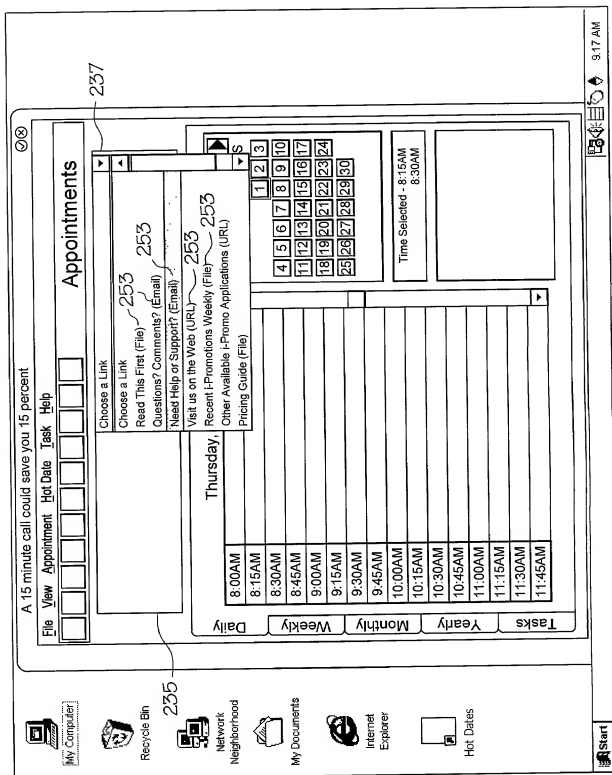 A 15 minute call could save you 15 percent
File View Appointment Hot Date Task Help
Appointments
235
237
Choose a Link
Choose a Link
Read This First (File) 253
Questions? Comments? (Email) 253
Need Help or Support? (Email)
Visit us on the Web (URL) 253
Recent i-Promotions Weekly (File) 253
Other Available i-Promo Applications (URL)
Pricing Guide (File)
Thursday,
S
1 2 3
4 5 6 7 8 9 10
11 12 13 14 15 16 17
18 19 20 21 22 23 24
25 26 27 28 29 30
Time Selected - 8:15AM
8:30AM
Daily
Weekly
Monthly
Yearly
Tasks
8:00AM
8:15AM
8:30AM
8:45AM
9:00AM
9:15AM
9:30AM
9:45AM
10:00AM
10:15AM
10:30AM
10:45AM
11:00AM
11:15AM
11:30AM
11:45AM
My Computer
Recycle Bin
Network
Neighborhood
My Documents
Internet
Explorer
Hot Dates
Start
9:17 AM